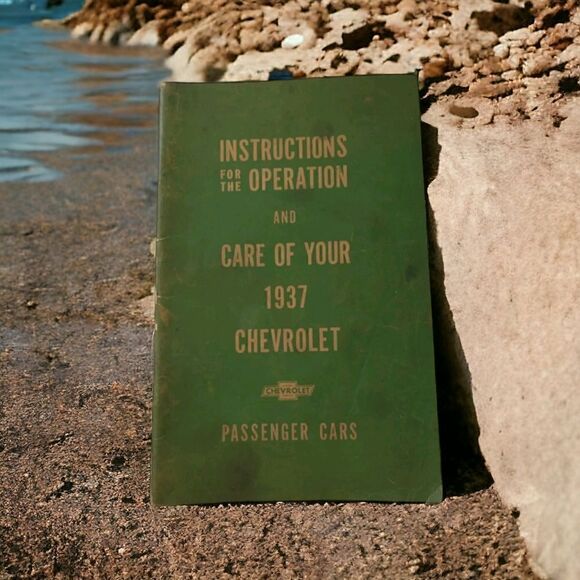 INSTRUCTIONS
FOR THE OPERATION
AND
CARE OF YOUR
1937
CHEVROLET
CHEVROLET
PASSENGER CARS